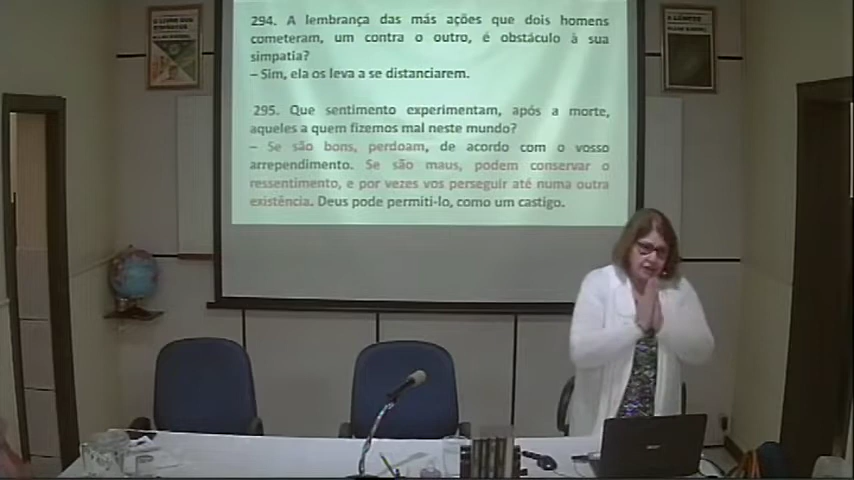 O LIVRO DOS
294. A lembrança das más ações que dois homens
cometeram, um contra o outro, é obstáculo à sua
simpatia?
– Sim, ela os leva a se distanciarem.
295. Que sentimento experimentam, após a morte,
aqueles a quem fizemos mal neste mundo?
– Se são bons, perdoam, de acordo com o vosso
arrependimento. Se são maus, podem conservar o
ressentimento, e por vezes vos perseguir até numa outra
existência. Deus pode permiti-lo, como um castigo.
A GÊNESE